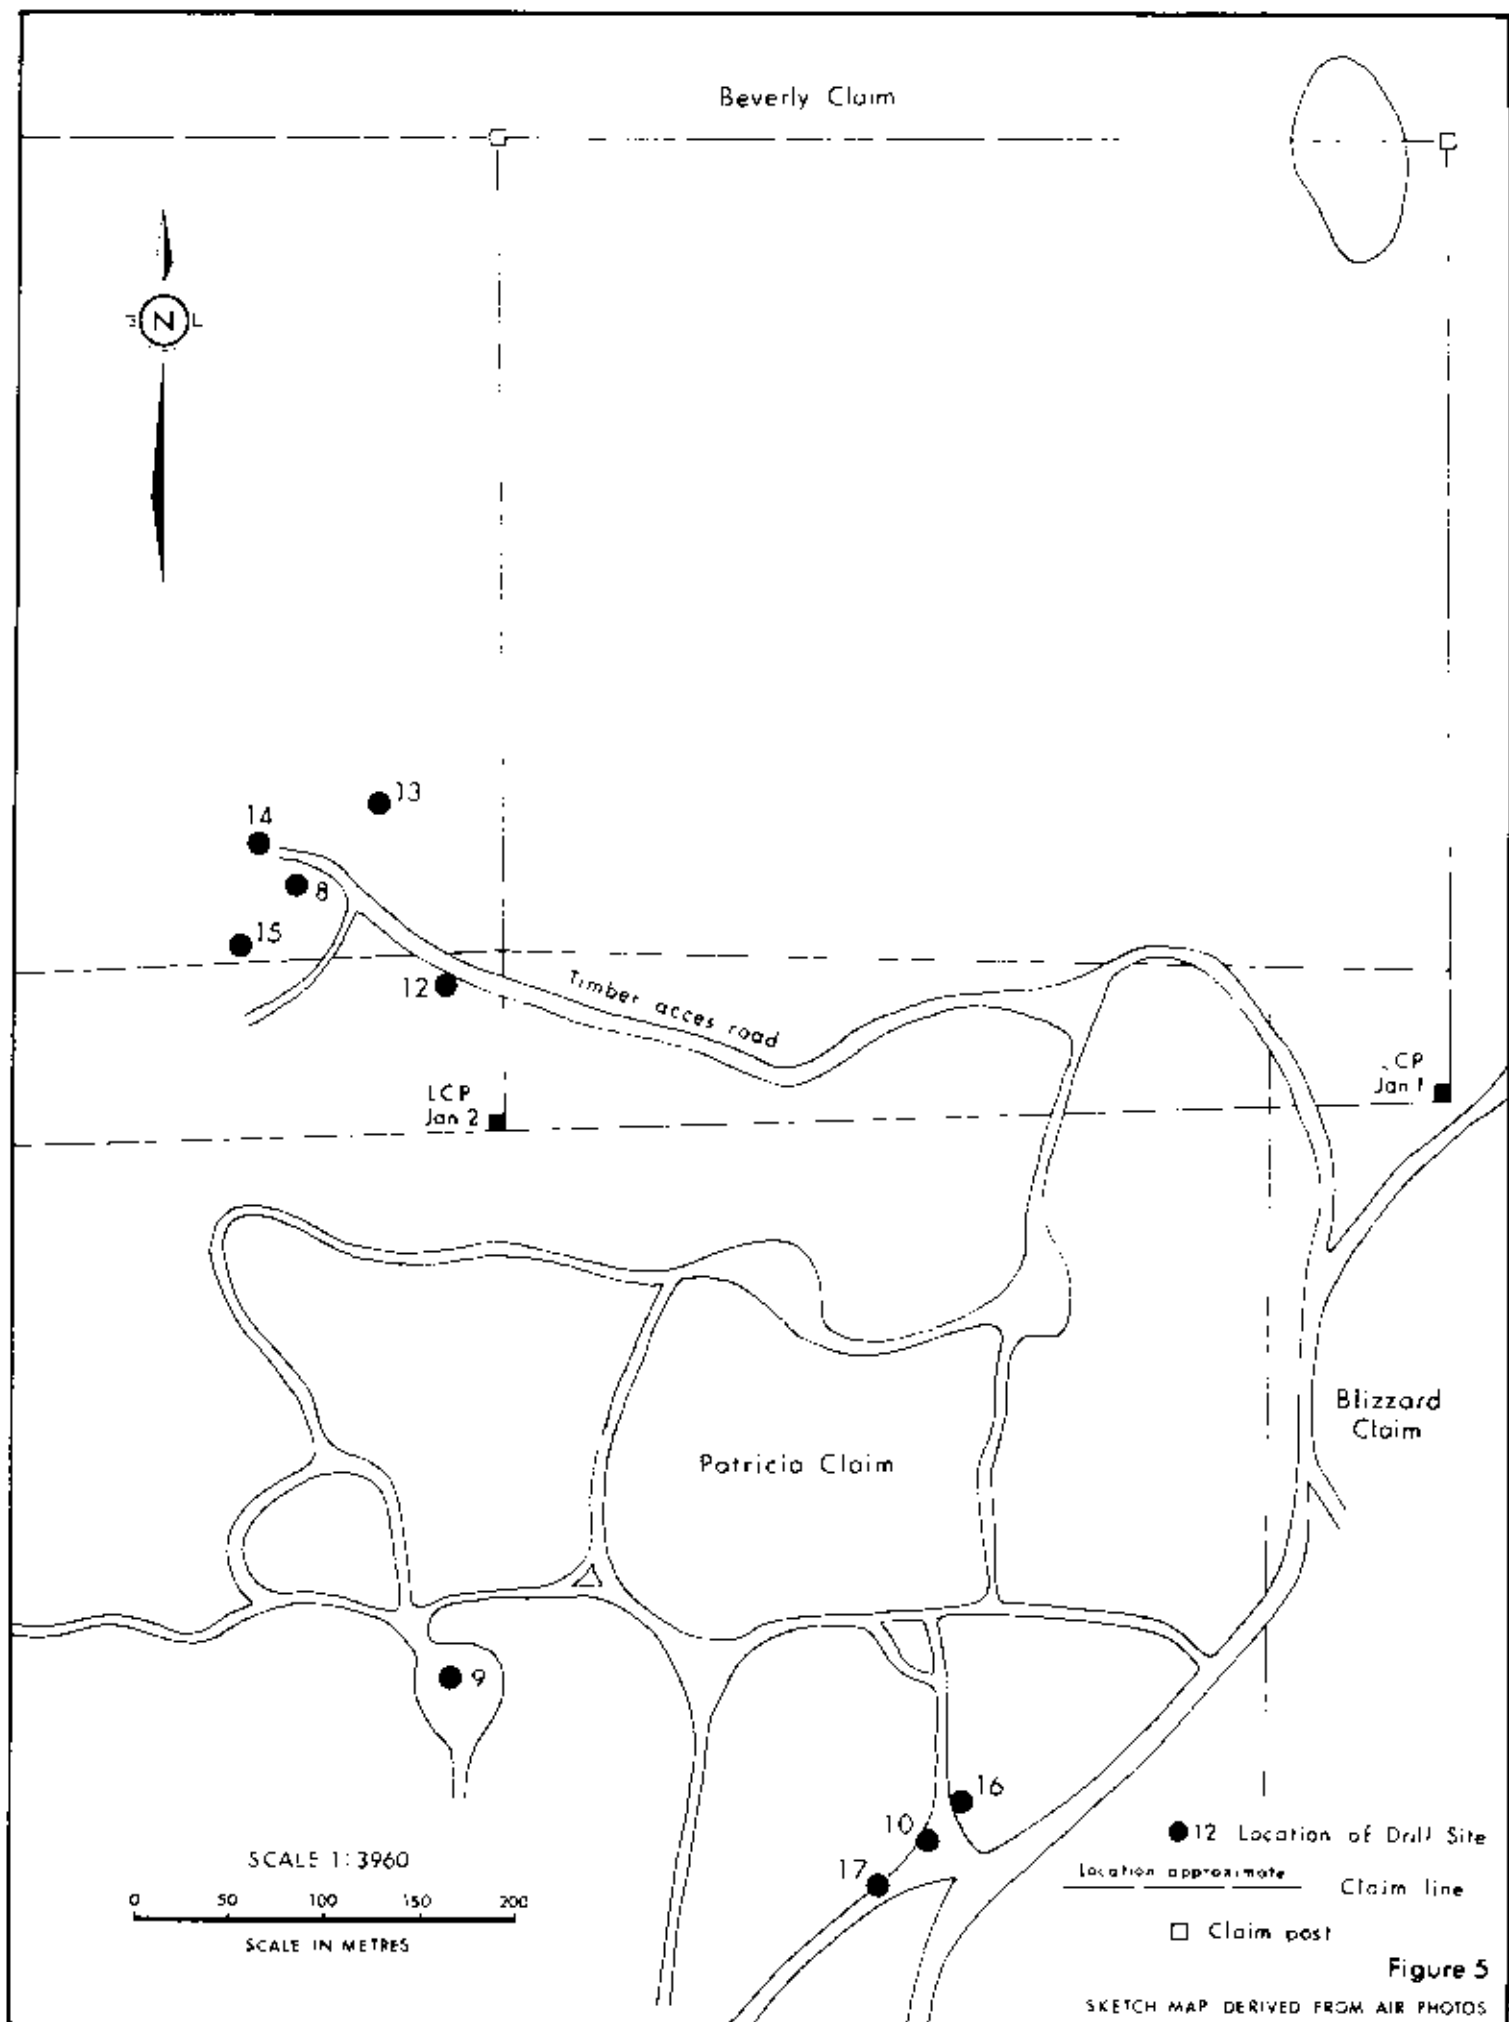 Beverly Claim
N
13
14
8
15
12
Timber acces road
LCP
Jan 2
CP
Jan 1
Blizzard
Claim
Patricia Claim
9
16
10
17
12 Location of Drill Site
Location approximate
Claim line
Claim post
SCALE 1:3960
0 50 100 150 200
SCALE IN METRES
Figure 5
SKETCH MAP DERIVED FROM AIR PHOTOS